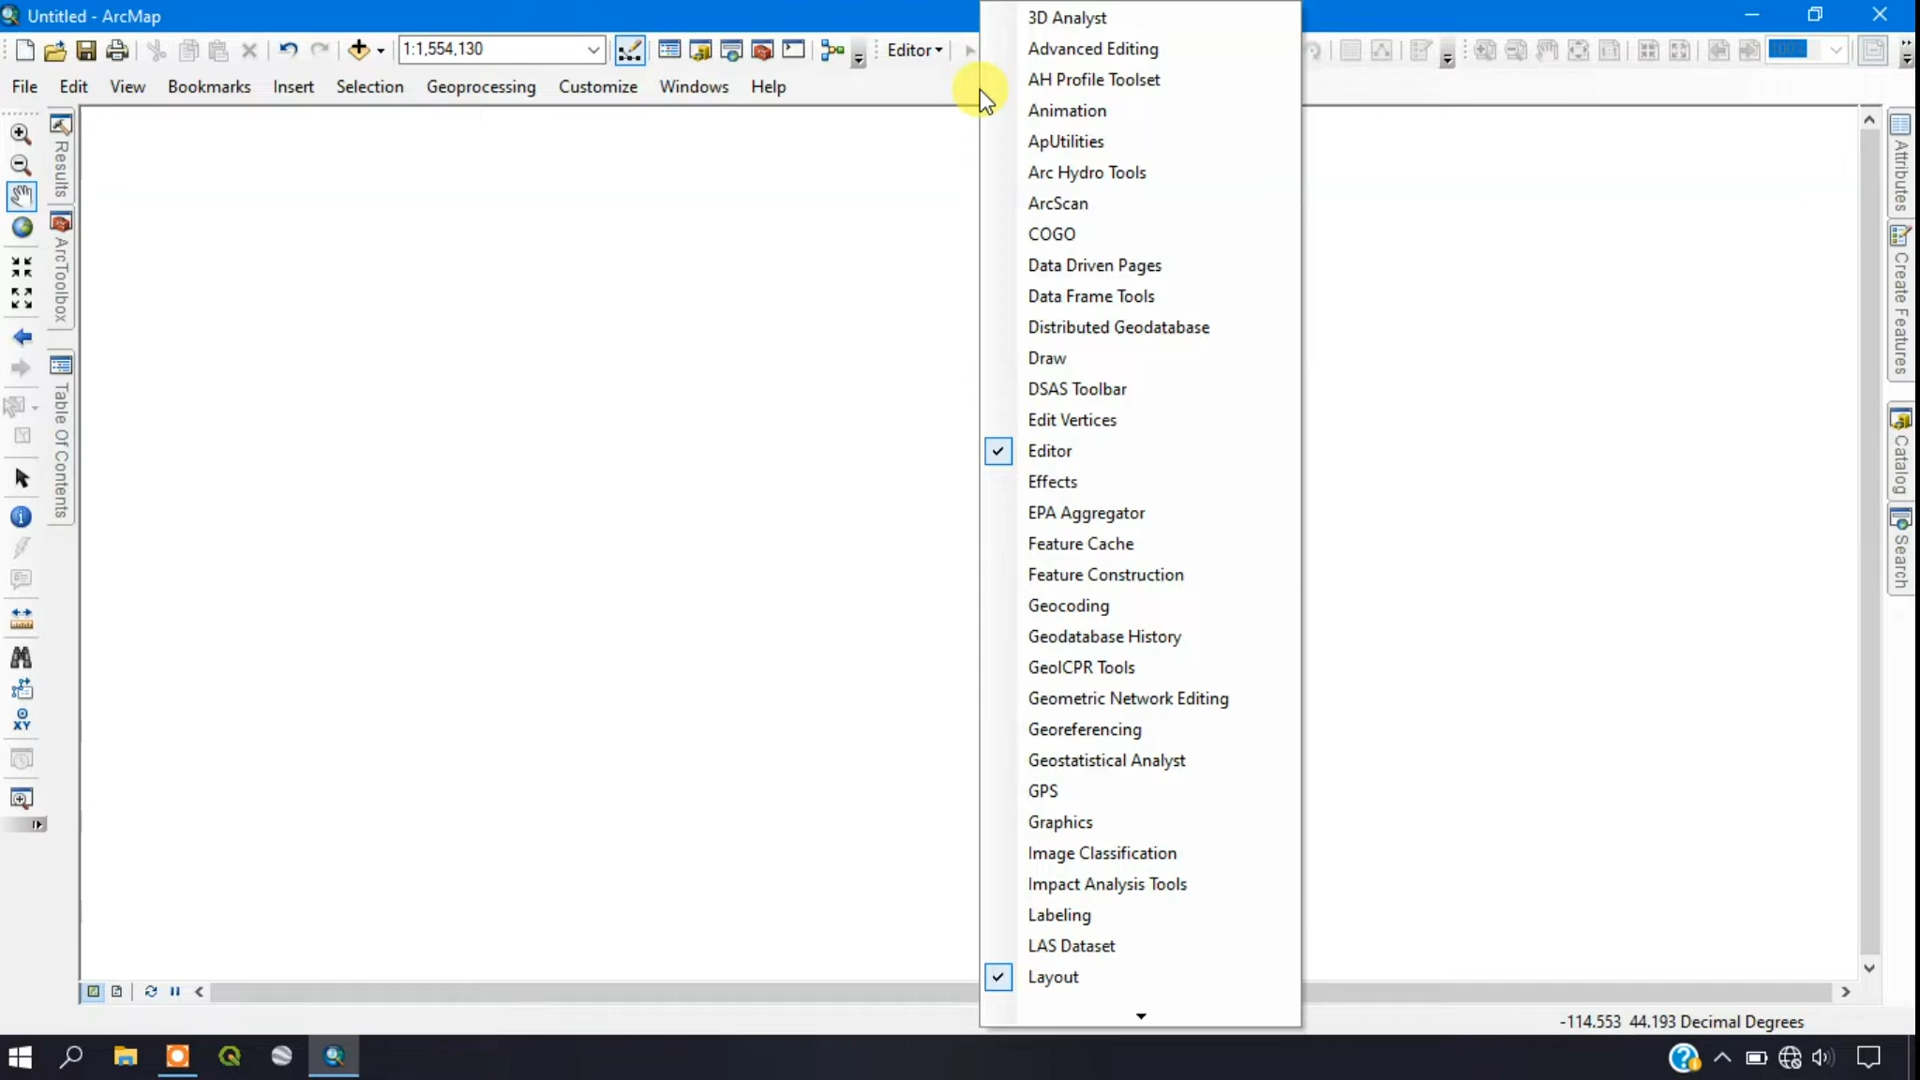 Untitled - ArcMap
1:1,554,130
Editor
100%
File Edit View Bookmarks Insert Selection Geoprocessing Customize Windows Help
Results
ArcToolbox
Table Of Contents
XY
3D Analyst
Advanced Editing
AH Profile Toolset
Animation
ApUtilities
Arc Hydro Tools
ArcScan
COGO
Data Driven Pages
Data Frame Tools
Distributed Geodatabase
Draw
DSAS Toolbar
Edit Vertices
Editor
Effects
EPA Aggregator
Feature Cache
Feature Construction
Geocoding
Geodatabase History
GeoICPR Tools
Geometric Network Editing
Georeferencing
Geostatistical Analyst
GPS
Graphics
Image Classification
Impact Analysis Tools
Labeling
LAS Dataset
Layout
Attributes
Create Features
Catalog
Search
-114.553 44.193 Decimal Degrees